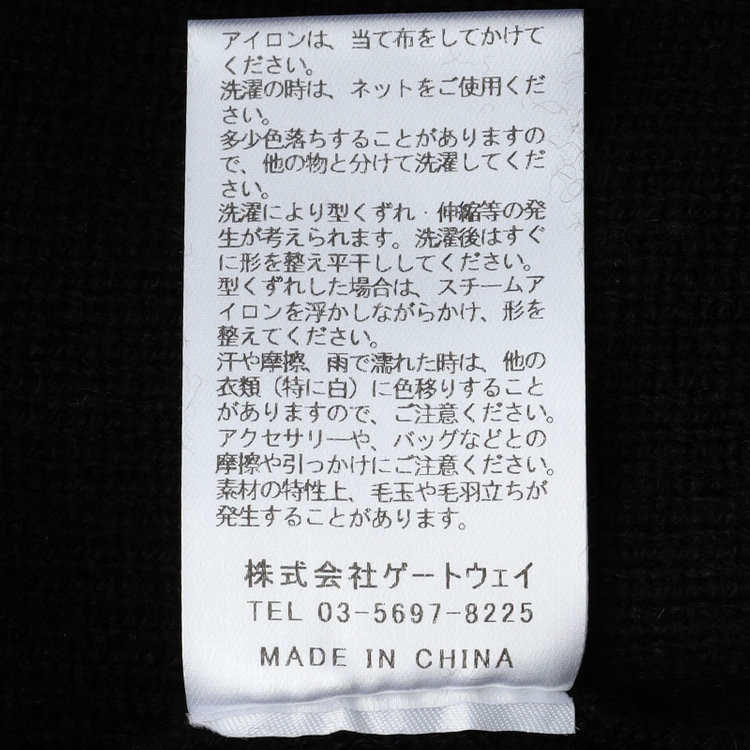 アイロンは、当て布をしてかけて
ください。
洗濯の時は、ネットをご使用くだ
さい。
多少色落ちすることがありますの
で、他の物と分けて洗濯してくだ
さい。
洗濯により型くずれ・伸縮等の発
生が考えられます。洗濯後はすぐ
に形を整え平干ししてください。
型くずれした場合は、スチームア
イロンを浮かしながらかけ、形を
整えてください。
汗や摩擦、雨で濡れた時は、他の
衣類（特に白）に色移りすること
がありますので、ご注意ください。
アクセサリーや、バッグなどとの
摩擦や引っかけにご注意ください。
素材の特性上、毛玉や毛羽立ちが
発生することがあります。
株式会社ゲートウェイ
TEL 03-5697-8225
MADE IN CHINA